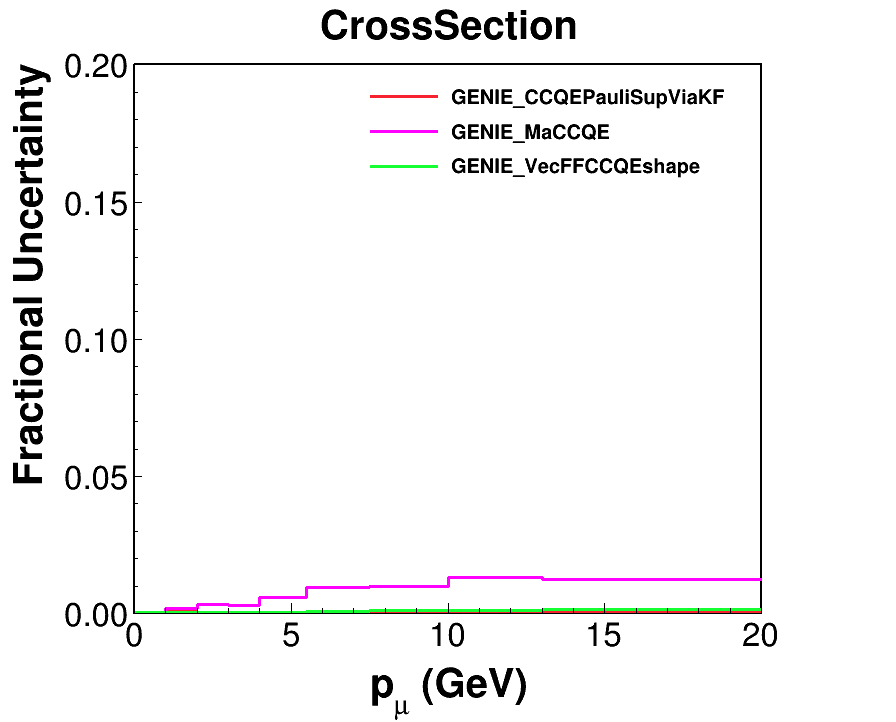 CrossSection
Fractional Uncertainty
0.20
0.15
0.10
0.05
0.00
GENIE_CCQEPauliSupViaKF
GENIE_MaCCQE
GENIE_VecFFCCQEshape
0 5 10 15 20
pμ (GeV)